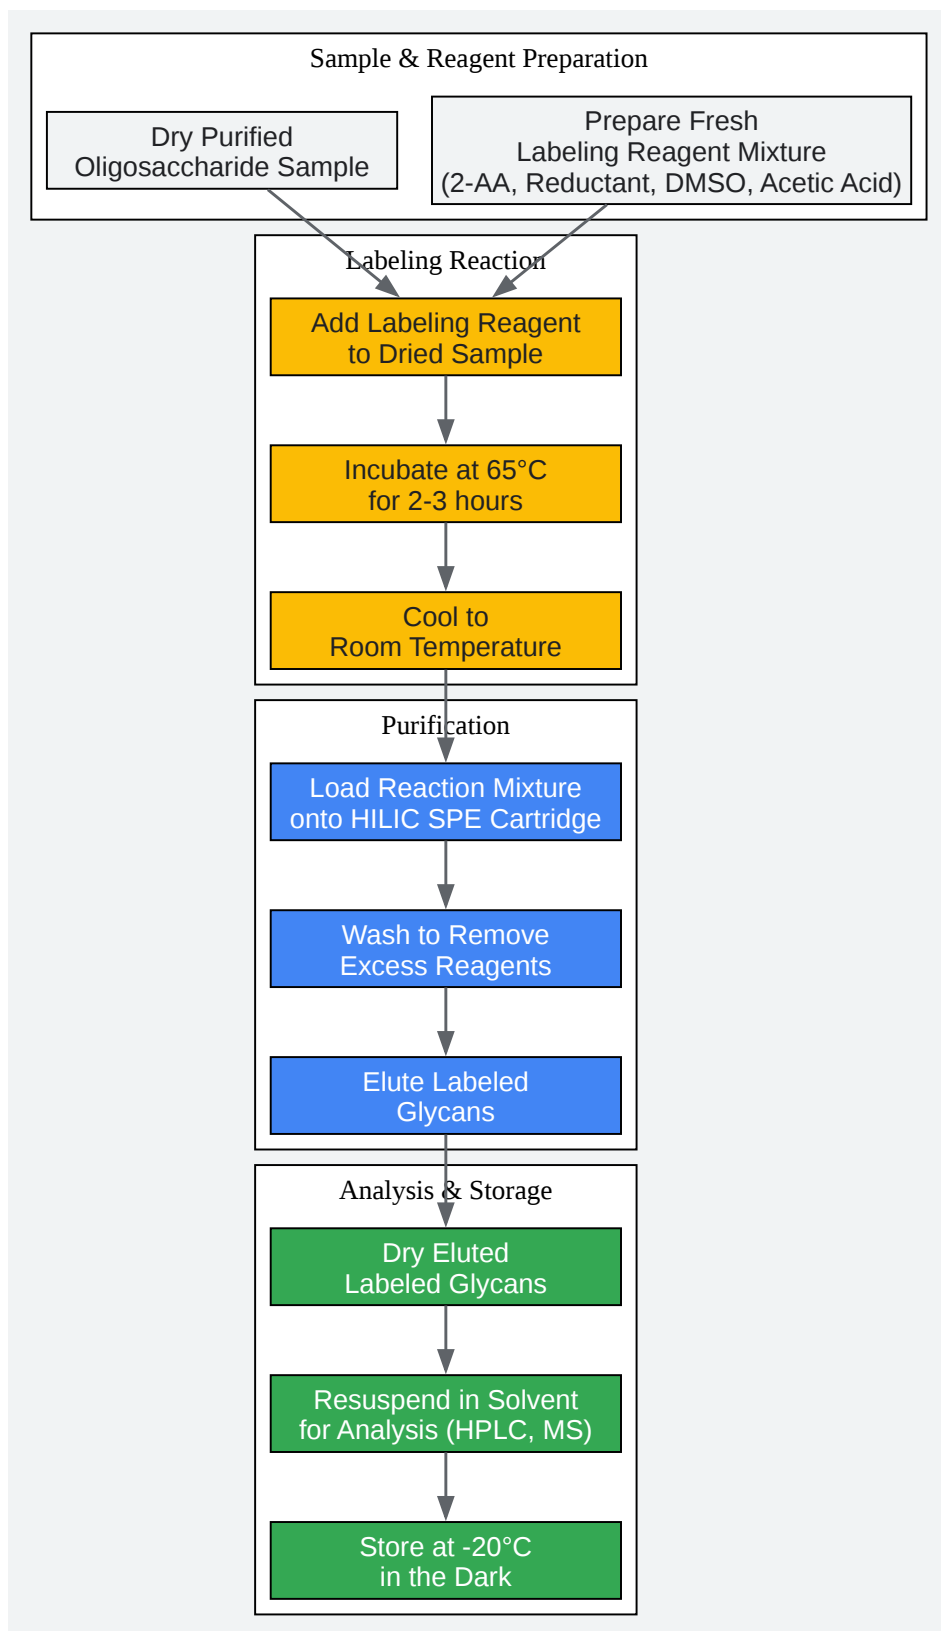 Sample & Reagent Preparation
Dry Purified
Oligosaccharide Sample
Prepare Fresh
Labeling Reagent Mixture
(2-AA, Reductant, DMSO, Acetic Acid)
Labeling Reaction
Add Labeling Reagent
to Dried Sample
Incubate at 65°C
for 2-3 hours
Cool to
Room Temperature
Purification
Load Reaction Mixture
onto HILIC SPE Cartridge
Wash to Remove
Excess Reagents
Elute Labeled
Glycans
Analysis & Storage
Dry Eluted
Labeled Glycans
Resuspend in Solvent
for Analysis (HPLC, MS)
Store at -20°C
in the Dark